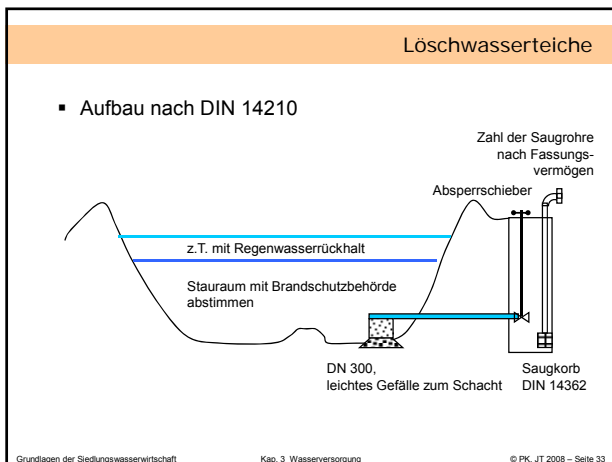 Löschwasserteiche
▪ Aufbau nach DIN 14210
Zahl der Saugrohre
nach Fassungs-
vermögen
Absperrschieber
z.T. mit Regenwasserrückhalt
Stauraum mit Brandschutzbehörde
abstimmen
DN 300,
leichtes Gefälle zum Schacht
Saugkorb
DIN 14362
Grundlagen der Siedlungswasserwirtschaft
Kap. 3 Wasserversorgung
© PK, JT 2008 – Seite 33